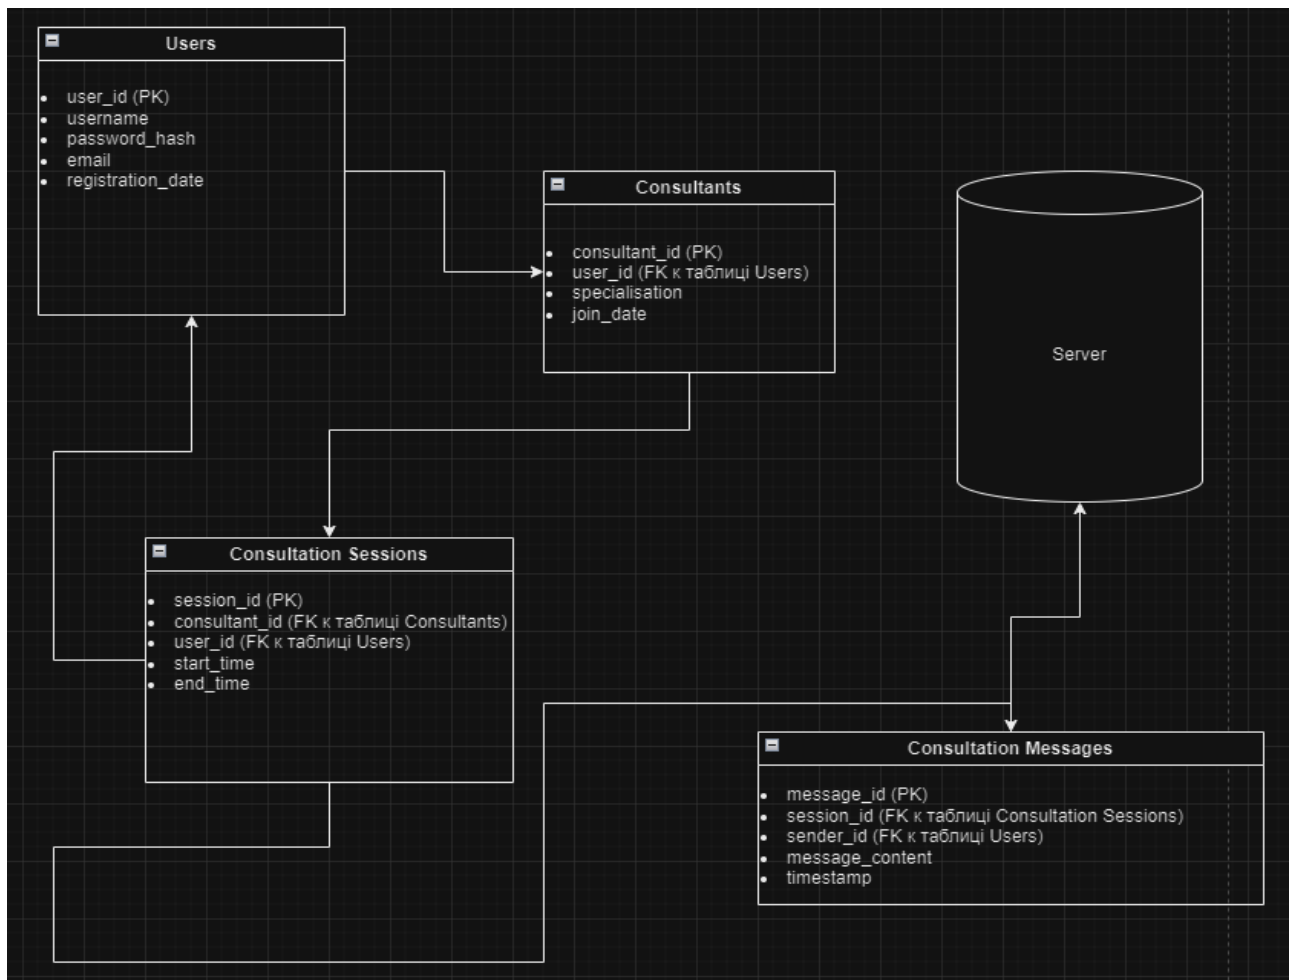 Users
user_id (PK)
username
password_hash
email
registration_date
Consultants
consultant_id (PK)
user_id (FK к таблиці Users)
specialisation
join_date
Server
Consultation Sessions
session_id (PK)
consultant_id (FK к таблиці Consultants)
user_id (FK к таблиці Users)
start_time
end_time
Consultation Messages
message_id (PK)
session_id (FK к таблиці Consultation Sessions)
sender_id (FK к таблиці Users)
message_content
timestamp